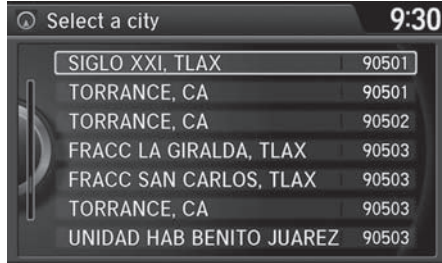 Select a city 9:30
SIGLO XXI, TLAX 90501
TORRANCE, CA 90501
TORRANCE, CA 90502
FRACC LA GIRALDA, TLAX 90503
FRACC SAN CARLOS, TLAX 90503
TORRANCE, CA 90503
UNIDAD HAB BENITO JUAREZ 90503